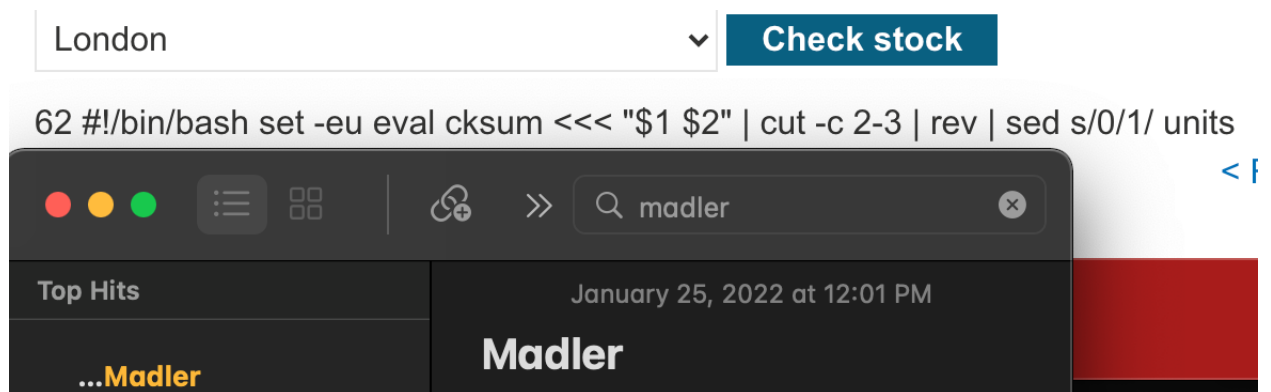 London
Check stock
62 #!/bin/bash set -eu eval cksum <<< "$1 $2" | cut -c 2-3 | rev | sed s/0/1/ units
<
madler
Top Hits
January 25, 2022 at 12:01 PM
Madler
...Madler